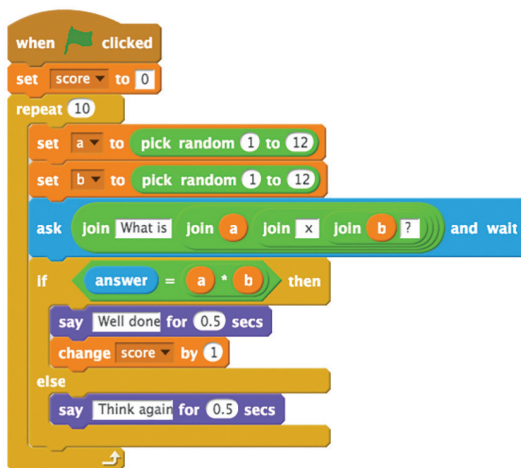 when clicked
set score to 0
repeat 10
set a to pick random 1 to 12
set b to pick random 1 to 12
ask join What is join a join x join b ? and wait
if answer = a * b then
say Well done for 0.5 secs
change score by 1
else
say Think again for 0.5 secs